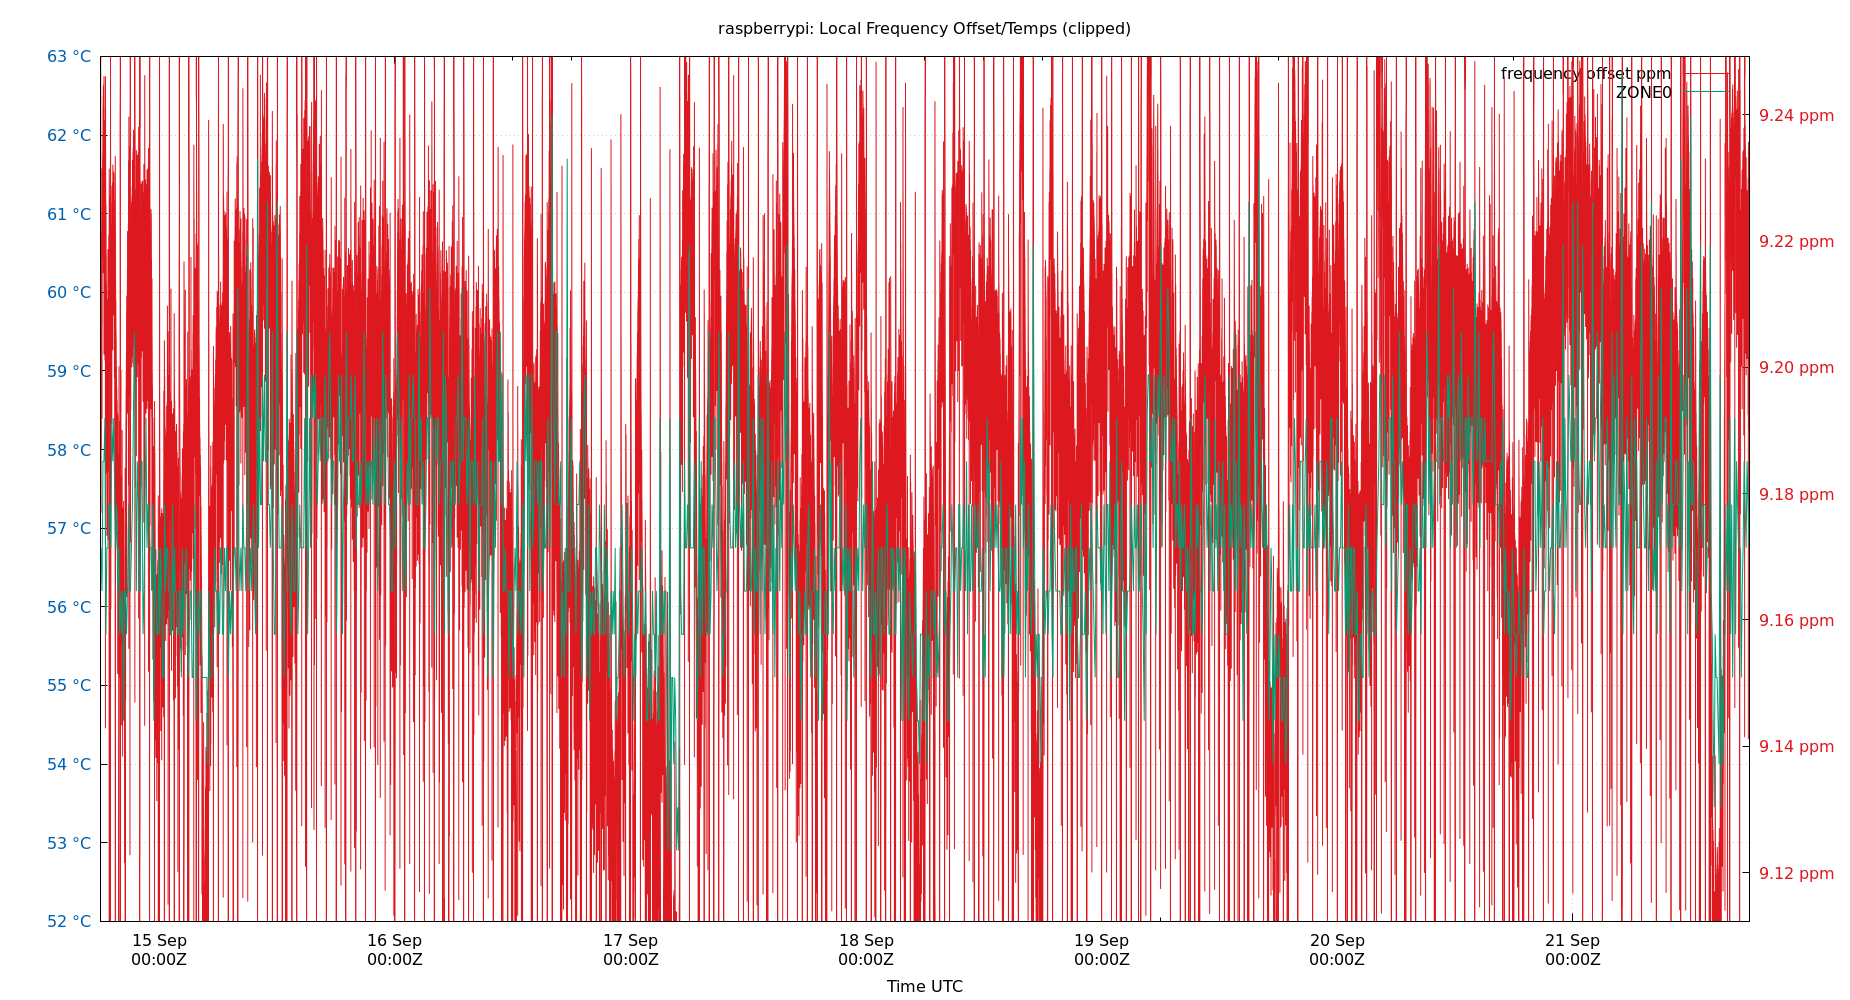 raspberrypi: Local Frequency Offset/Temps (clipped)
63 °C
62 °C
61 °C
60 °C
59 °C
58 °C
57 °C
56 °C
55 °C
54 °C
53 °C
52 °C
frequency offset ppm
ZONE0
9.24 ppm
9.22 ppm
9.20 ppm
9.18 ppm
9.16 ppm
9.14 ppm
9.12 ppm
15 Sep 16 Sep 17 Sep 18 Sep 19 Sep 20 Sep 21 Sep
00:00Z 00:00Z 00:00Z 00:00Z 00:00Z 00:00Z 00:00Z
Time UTC